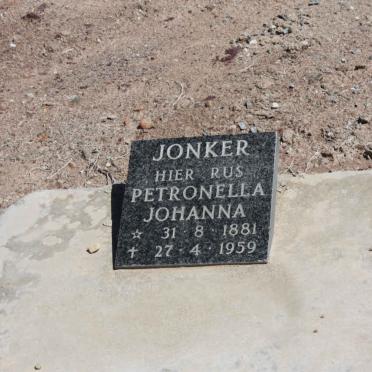 JONKER
HIER RUS
PETRONELLA
JOHANNA
☆ 31 8 1881
† 27 · 4 · 1959